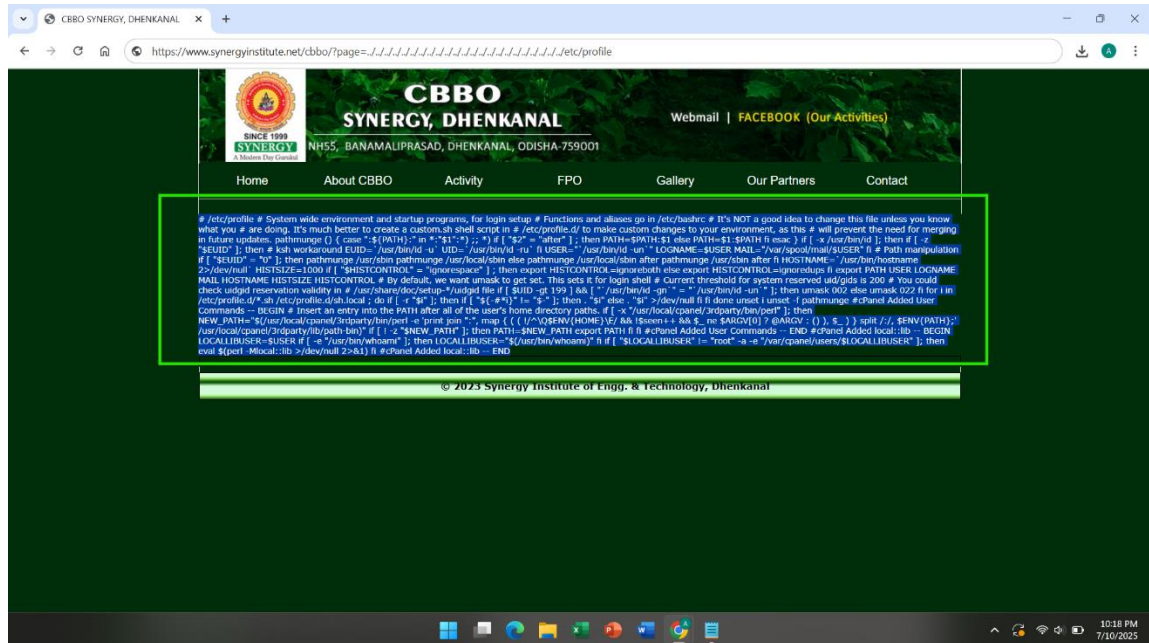 CBBO SYNERGY, DHENKANAL
https://www.synergyinstitute.net/cbbo/?page=../../../../../../../../../../../../../../../../../../etc/profile
A
SINCE 1999
SYNERGY
A Modern Day Gurukul
CBBO
SYNERGY, DHENKANAL
NH55, BANAMALIPRASAD, DHENKANAL, ODISHA-759001
Webmail | FACEBOOK (Our Activities)
Home About CBBO Activity FPO Gallery Our Partners Contact
# /etc/profile # System wide environment and startup programs, for login setup # Functions and aliases go in /etc/bashrc # It's NOT a good idea to change this file unless you know
what you # are doing. It's much better to create a custom.sh shell script in # /etc/profile.d/ to make custom changes to your environment, as this # will prevent the need for merging
in future updates. pathmunge () { case ":${PATH}:" in *:"$1":*) ;; *) if [ "$2" = "after" ] ; then PATH=$PATH:$1 else PATH=$1:$PATH fi esac } if [ -x /usr/bin/id ]; then if [ -z
"$EUID" ]; then # ksh workaround EUID=`/usr/bin/id -u` UID=`/usr/bin/id -ru` fi USER="`/usr/bin/id -un`" LOGNAME=$USER MAIL="/var/spool/mail/$USER" fi # Path manipulation
if [ "$EUID" = "0" ]; then pathmunge /usr/sbin pathmunge /usr/local/sbin else pathmunge /usr/local/sbin after pathmunge /usr/sbin after fi HOSTNAME=`/usr/bin/hostname
2>/dev/null` HISTSIZE=1000 if [ "$HISTCONTROL" = "ignorespace" ] ; then export HISTCONTROL=ignoreboth else export HISTCONTROL=ignoredups fi export PATH USER LOGNAME
MAIL HOSTNAME HISTSIZE HISTCONTROL # By default, we want umask to get set. This sets it for login shell # Current threshold for system reserved uid/gids is 200 # You could
check uidgid reservation validity in # /usr/share/doc/setup-*/uidgid file if [ $UID -gt 199 ] && [ "`/usr/bin/id -gn`" = "`/usr/bin/id -un`" ]; then umask 002 else umask 022 fi for i in
/etc/profile.d/*.sh /etc/profile.d/sh.local ; do if [ -r "$i" ]; then if [ "${-#*i}" != "$-" ]; then . "$i" else . "$i" >/dev/null fi fi done unset i unset -f pathmunge #cPanel Added User
Commands -- BEGIN # Insert an entry into the PATH after all of the user's home directory paths. if [ -x "/usr/local/cpanel/3rdparty/bin/perl" ]; then
NEW_PATH="$(/usr/local/cpanel/3rdparty/bin/perl -e 'print join ":", map { ( ( ( !/^\Q$ENV{HOME}\E/ && !$seen++ && $_ ne $ARGV[0] ? @ARGV : () ), $_ ) } split /:/, $ENV{PATH};'
/usr/local/cpanel/3rdparty/lib/path-bin)" if [ ! -z "$NEW_PATH" ]; then PATH=$NEW_PATH export PATH fi fi #cPanel Added User Commands -- END #cPanel Added local::lib -- BEGIN
LOCALLIBUSER=$USER if [ -e "/usr/bin/whoami" ]; then LOCALLIBUSER="$(/usr/bin/whoami)" fi if [ "$LOCALLIBUSER" != "root" -a -e "/var/cpanel/users/$LOCALLIBUSER" ]; then
eval $(perl -Mlocal::lib >/dev/null 2>&1) fi #cPanel Added local::lib -- END
© 2023 Synergy Institute of Engg. & Technology, Dhenkanal
10:18 PM
7/10/2025